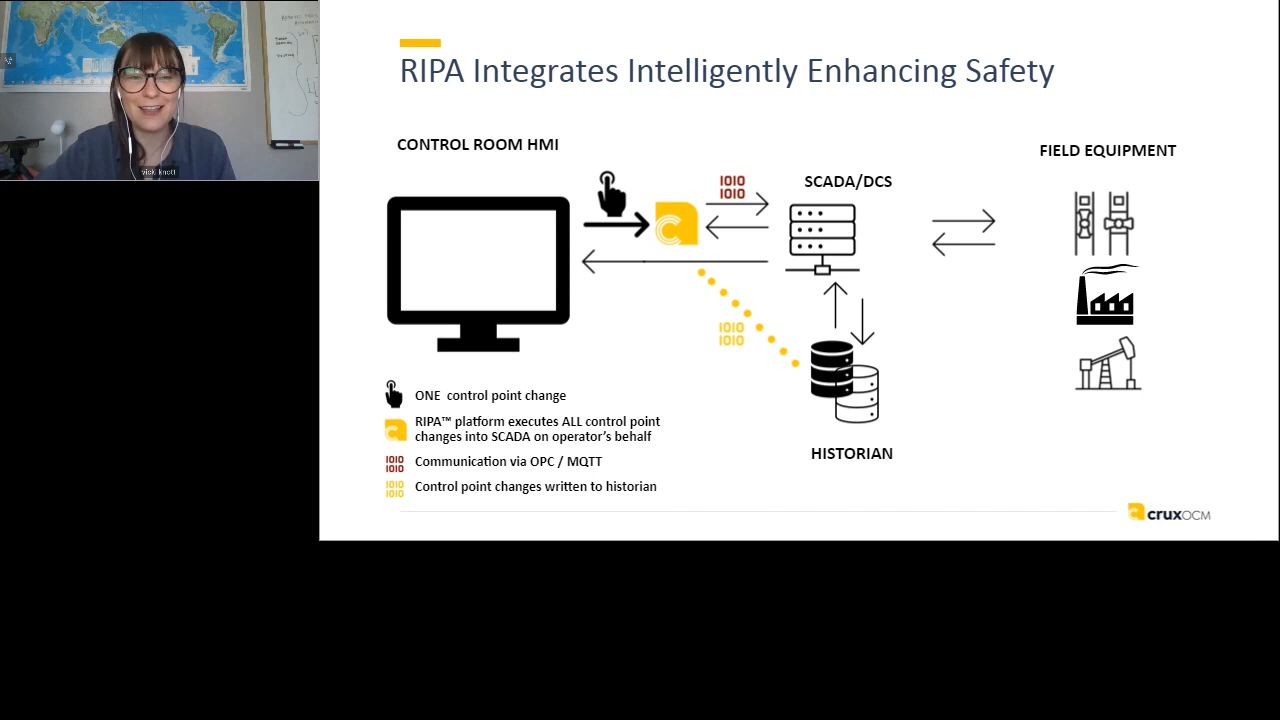 vicki knott
RIPA Integrates Intelligently Enhancing Safety
CONTROL ROOM HMI
FIELD EQUIPMENT
SCADA/DCS
1010
1010
1010
1010
HISTORIAN
ONE control point change
RIPA™ platform executes ALL control point
changes into SCADA on operator's behalf
1010
1010
Communication via OPC / MQTT
1010
1010
Control point changes written to historian
cruxOCM